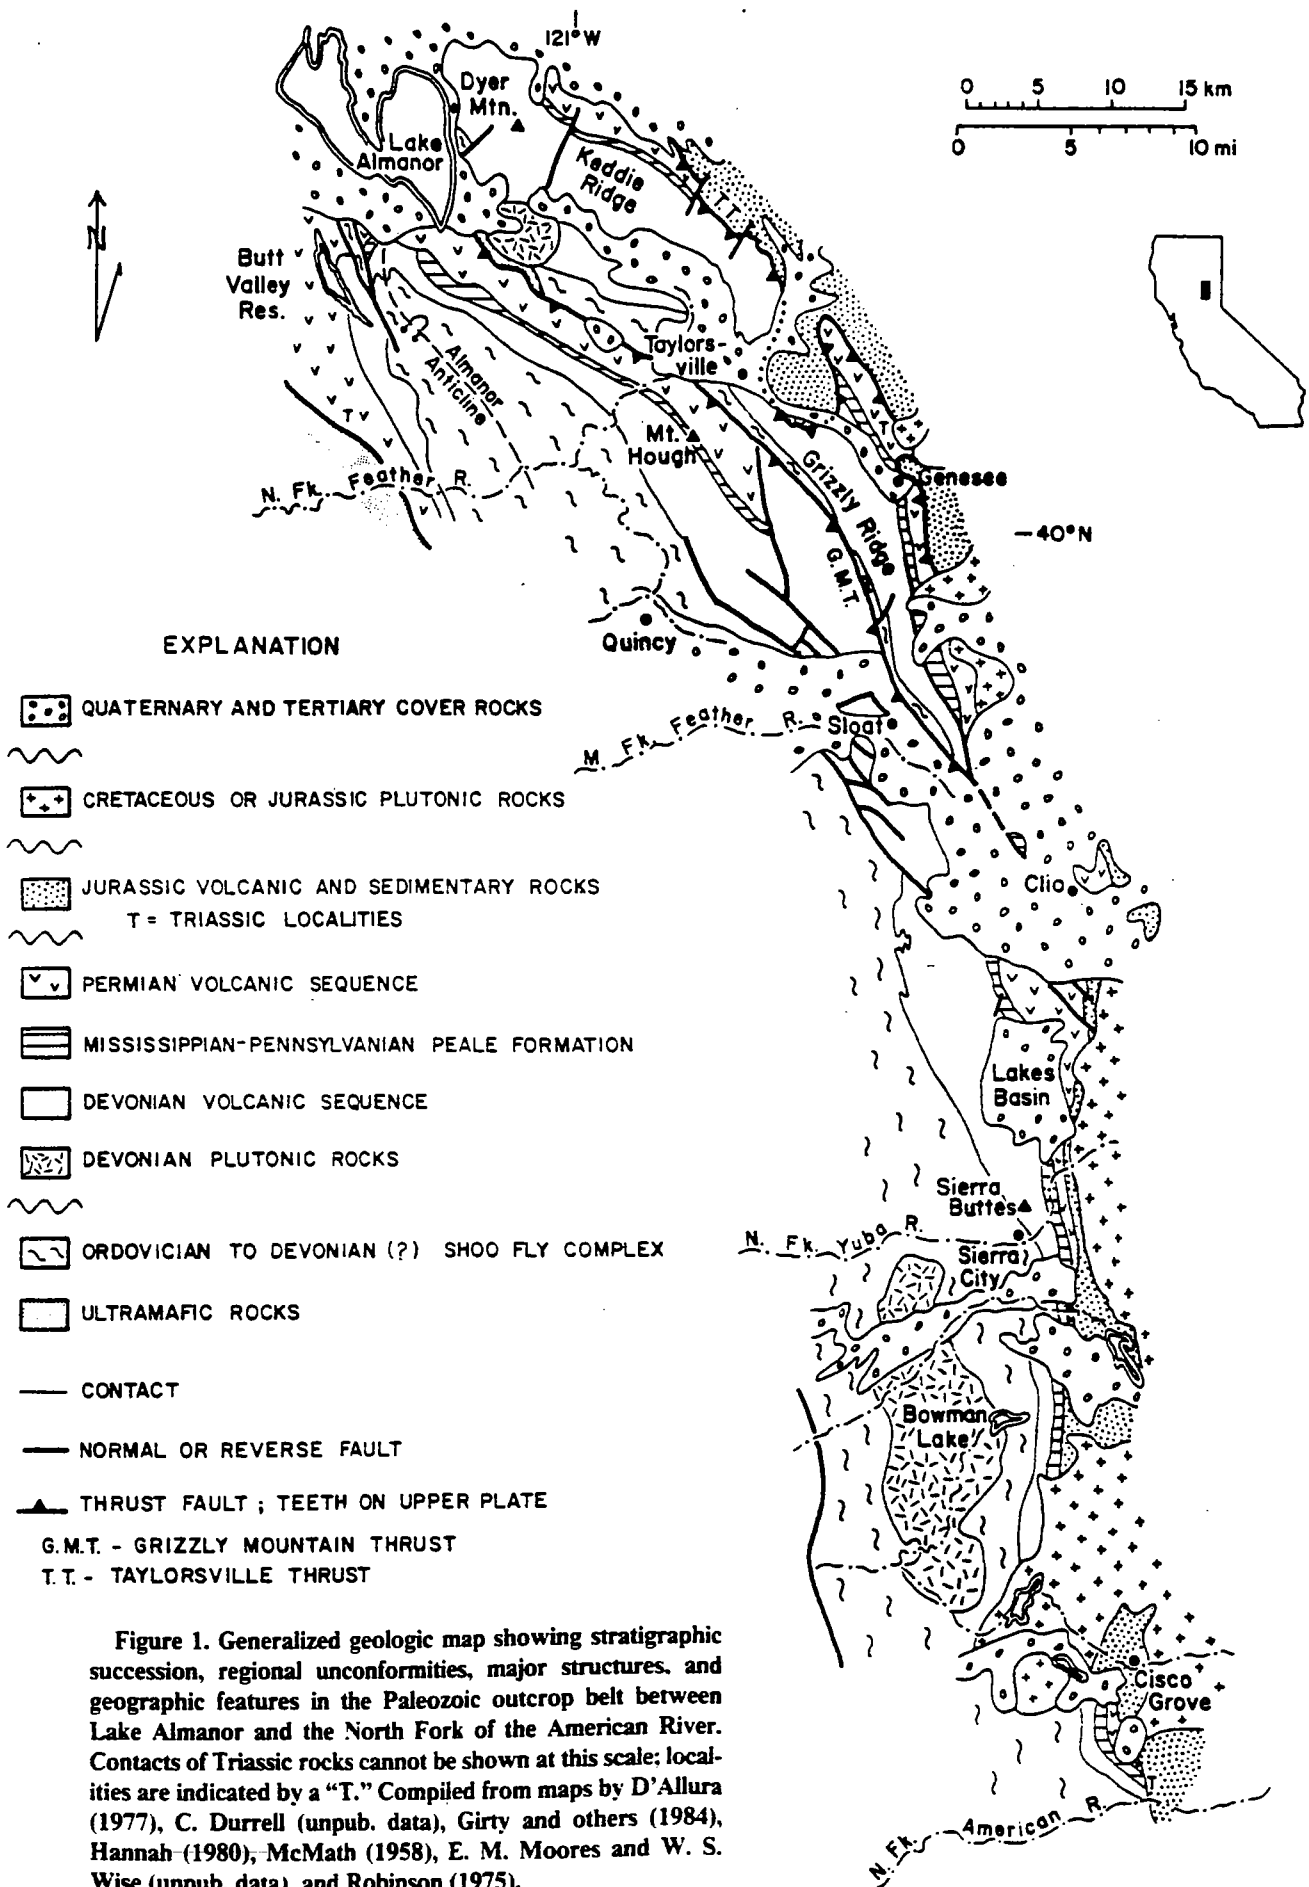 121°W
0 5 10 15 km
0 5 10 mi
N
Dyer
Mtn.
Lake
Almanor
Keddie
Ridge
T.T.
Butt
Valley
Res.
Almanor
Anticline
Taylors-
ville
T
T
Mt.
Hough
Grizzly Ridge
Genesee
N. Fk. Feather R.
G.M.T.
—40°N
Quincy
M. Fk. Feather R.
Sloat
Clio
Lakes
Basin
Sierra
Buttes
N. Fk. Yuba R.
Sierra
City
Bowman
Lake
Cisco
Grove
T
N. Fk. American R.
EXPLANATION
QUATERNARY AND TERTIARY COVER ROCKS
CRETACEOUS OR JURASSIC PLUTONIC ROCKS
JURASSIC VOLCANIC AND SEDIMENTARY ROCKS
T = TRIASSIC LOCALITIES
PERMIAN VOLCANIC SEQUENCE
MISSISSIPPIAN-PENNSYLVANIAN PEALE FORMATION
DEVONIAN VOLCANIC SEQUENCE
DEVONIAN PLUTONIC ROCKS
ORDOVICIAN TO DEVONIAN (?) SHOO FLY COMPLEX
ULTRAMAFIC ROCKS
CONTACT
NORMAL OR REVERSE FAULT
THRUST FAULT ; TEETH ON UPPER PLATE
G.M.T. - GRIZZLY MOUNTAIN THRUST
T.T. - TAYLORSVILLE THRUST
Figure 1. Generalized geologic map showing stratigraphic
succession, regional unconformities, major structures, and
geographic features in the Paleozoic outcrop belt between
Lake Almanor and the North Fork of the American River.
Contacts of Triassic rocks cannot be shown at this scale; local-
ities are indicated by a “T.” Compiled from maps by D’Allura
(1977), C. Durrell (unpub. data), Girty and others (1984),
Hannah (1980), McMath (1958), E. M. Moores and W. S.
Wise (unpub. data), and Robinson (1975).